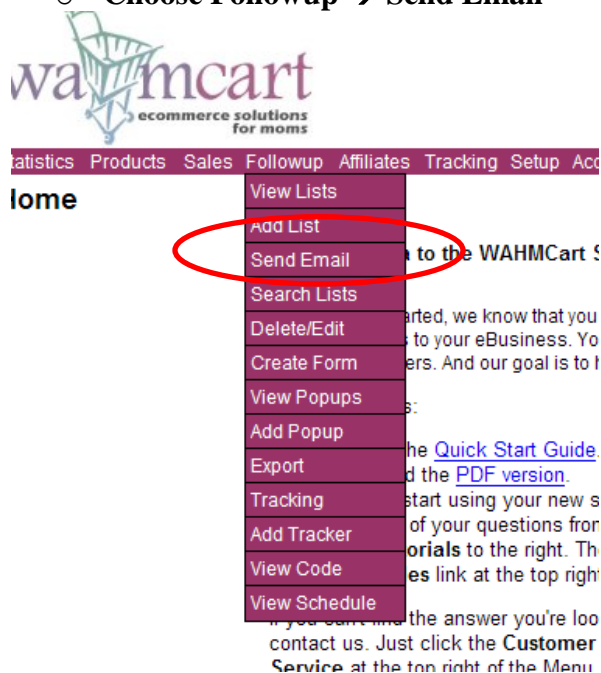 Choose Followup → Send Email
wahmcart
ecommerce solutions
for moms
tatistics Products Sales Followup Affiliates Tracking Setup Acc
Home
View Lists
Add List
Send Email
Search Lists
Delete/Edit
Create Form
View Popups
Add Popup
Export
Tracking
Add Tracker
View Code
View Schedule
to the WAHMCart S
arted, we know that you
to your eBusiness. Yo
ers. And our goal is to h
s:
he Quick Start Guide.
d the PDF version.
start using your new s
of your questions from
orials to the right. The
es link at the top right
If you can't find the answer you're loo
contact us. Just click the Customer
Service at the top right of the Menu